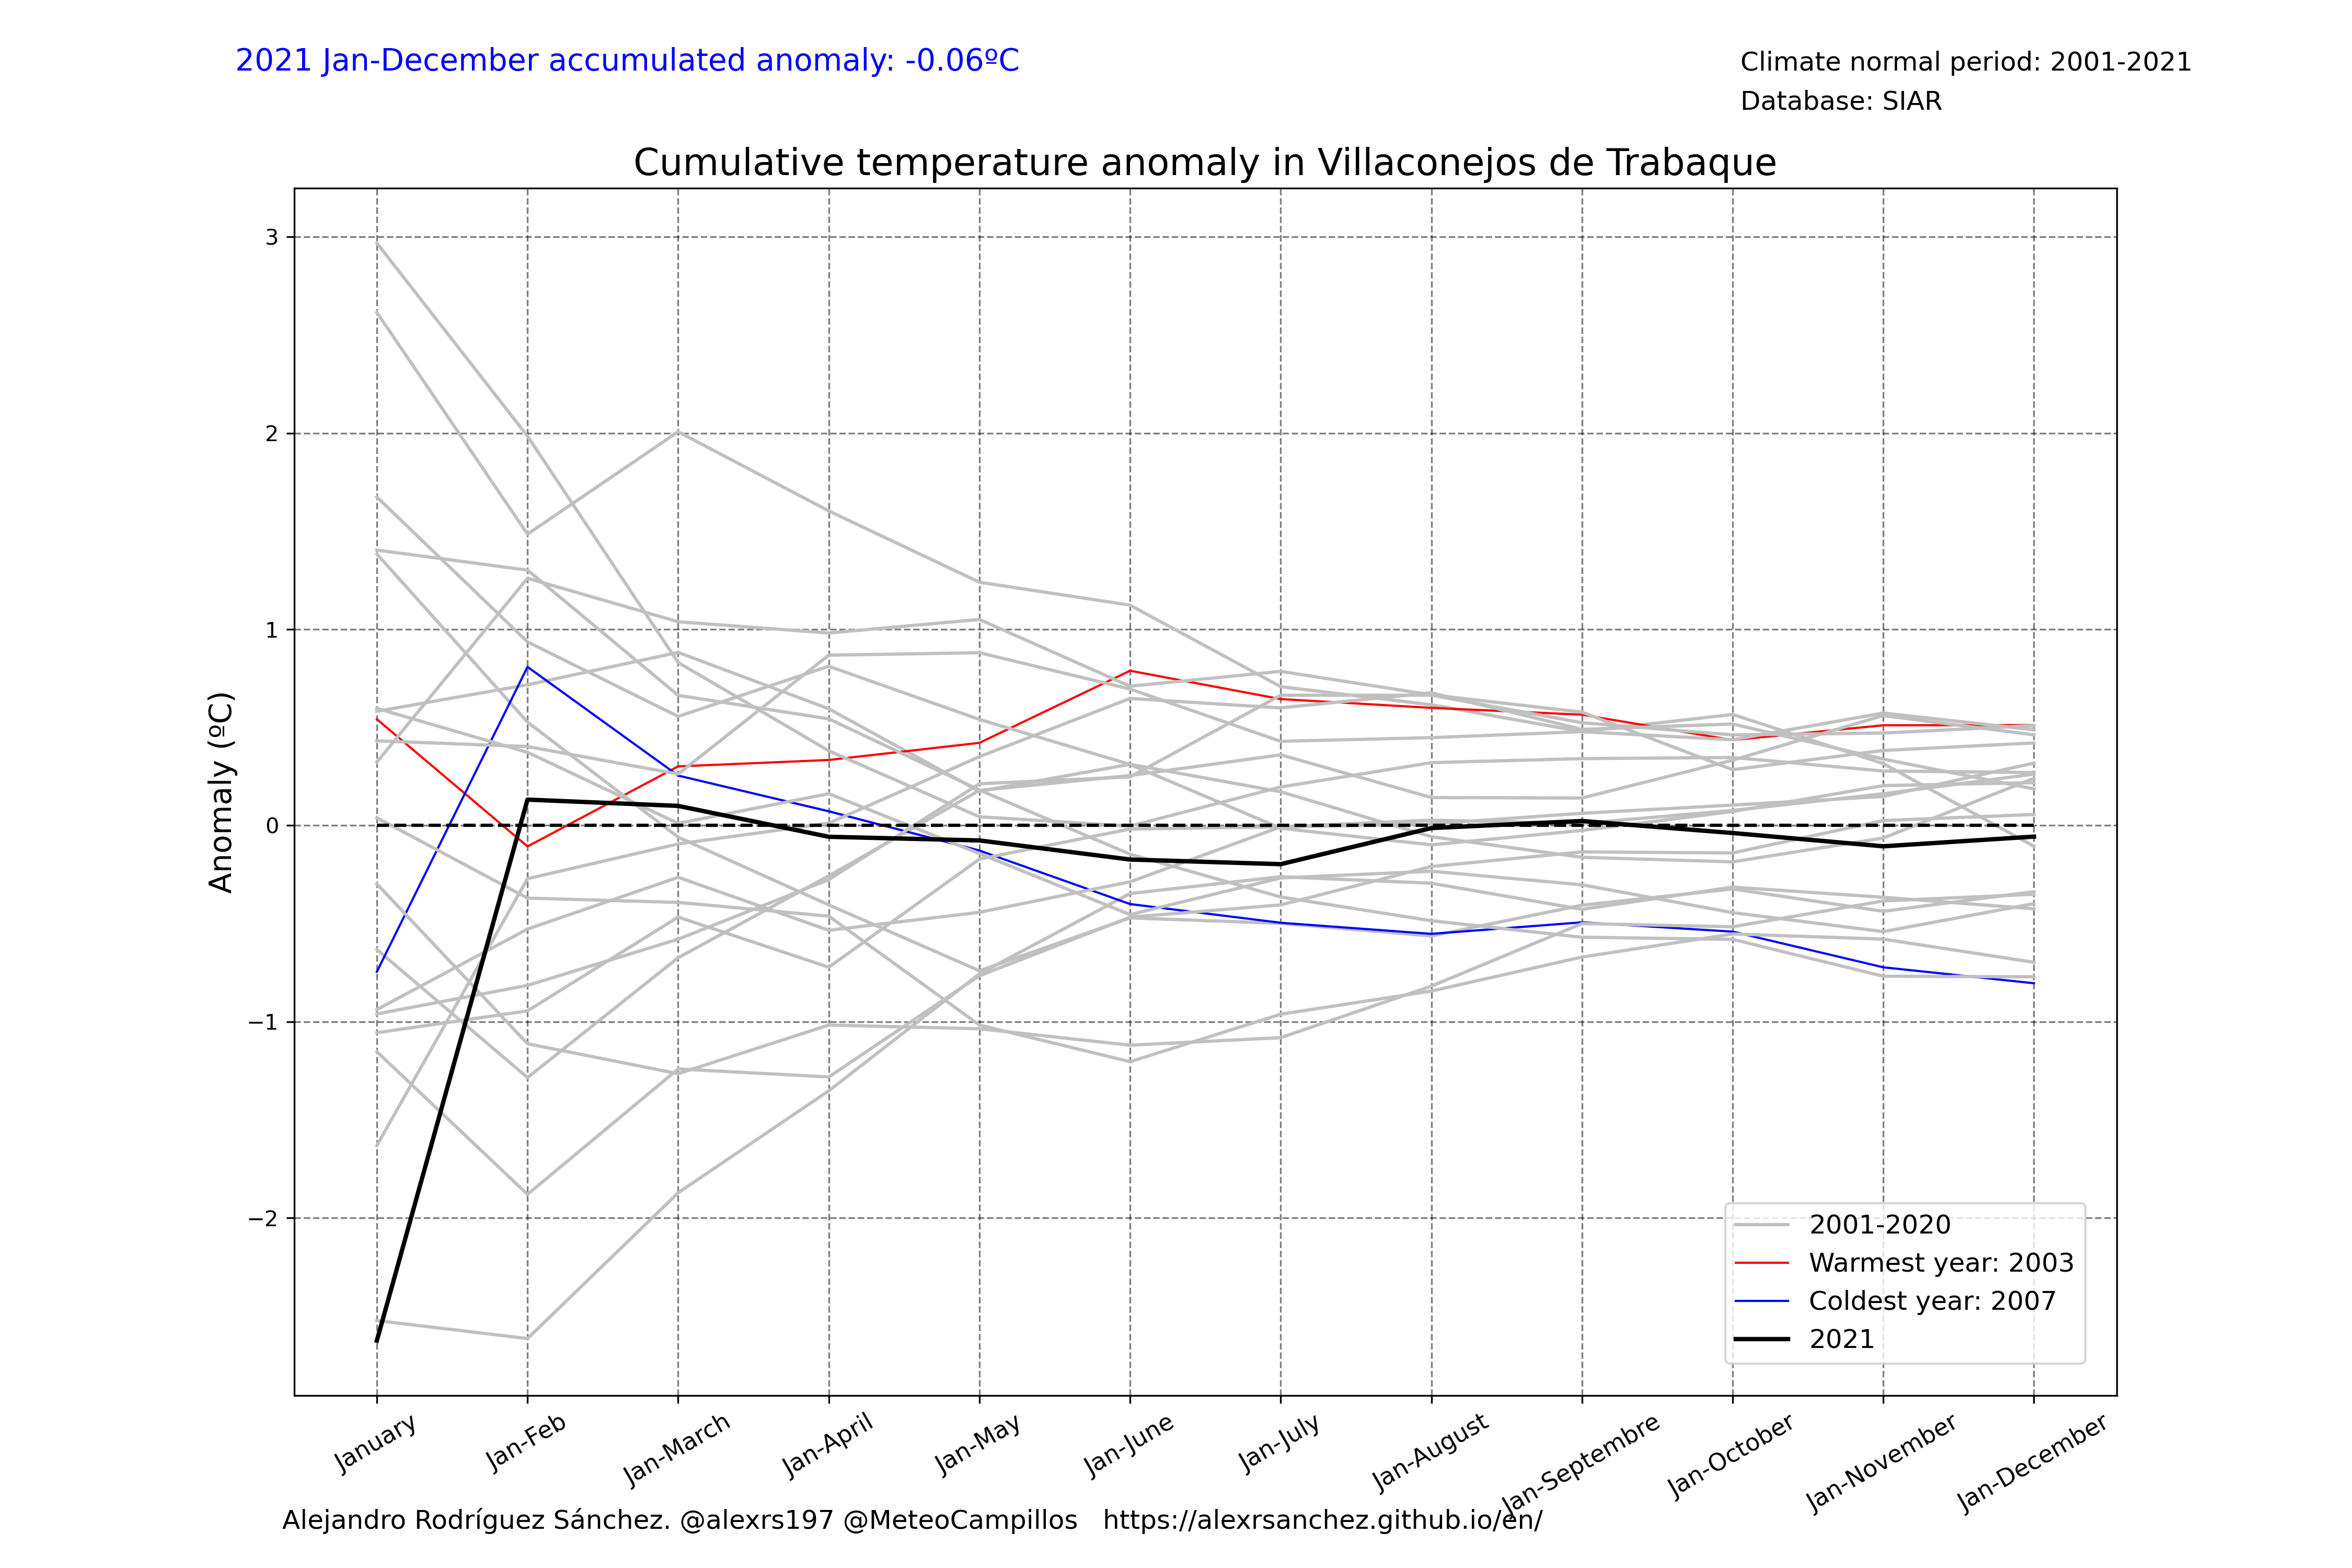 2021 Jan-December accumulated anomaly: -0.06ºC
Climate normal period: 2001-2021
Database: SIAR
Cumulative temperature anomaly in Villaconejos de Trabaque
Anomaly (ºC)
3
2
1
0
−1
−2
2001-2020
Warmest year: 2003
Coldest year: 2007
2021
January
Jan-Feb
Jan-March
Jan-April
Jan-May
Jan-June
Jan-July
Jan-August
Jan-Septembre
Jan-October
Jan-November
Jan-December
Alejandro Rodríguez Sánchez. @alexrs197 @MeteoCampillos https://alexrsanchez.github.io/en/